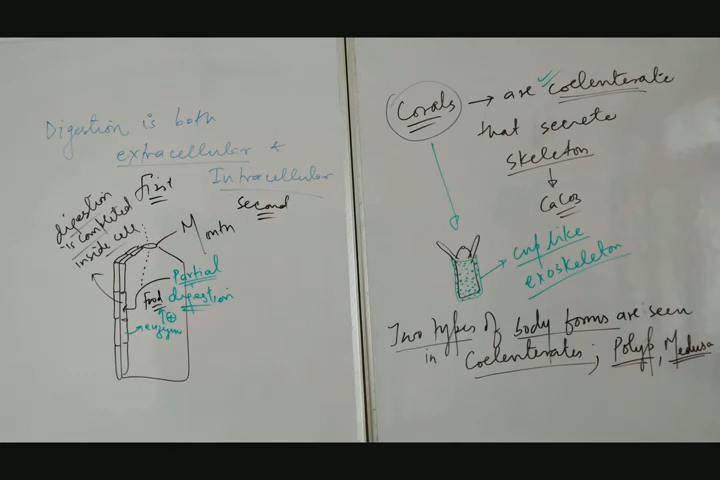 Digestion is both
extracellular &
Intracellular
first
second
digestion
is completed
inside cell
Mouth
Partial
digestion
food
⊕
enzym
Corals → are coelenterate
that secrete
skeleton
↓
CaCO3
cup like
exoskeleton
Two types of body forms are seen
in Coelenterates; Polyp, Medusa